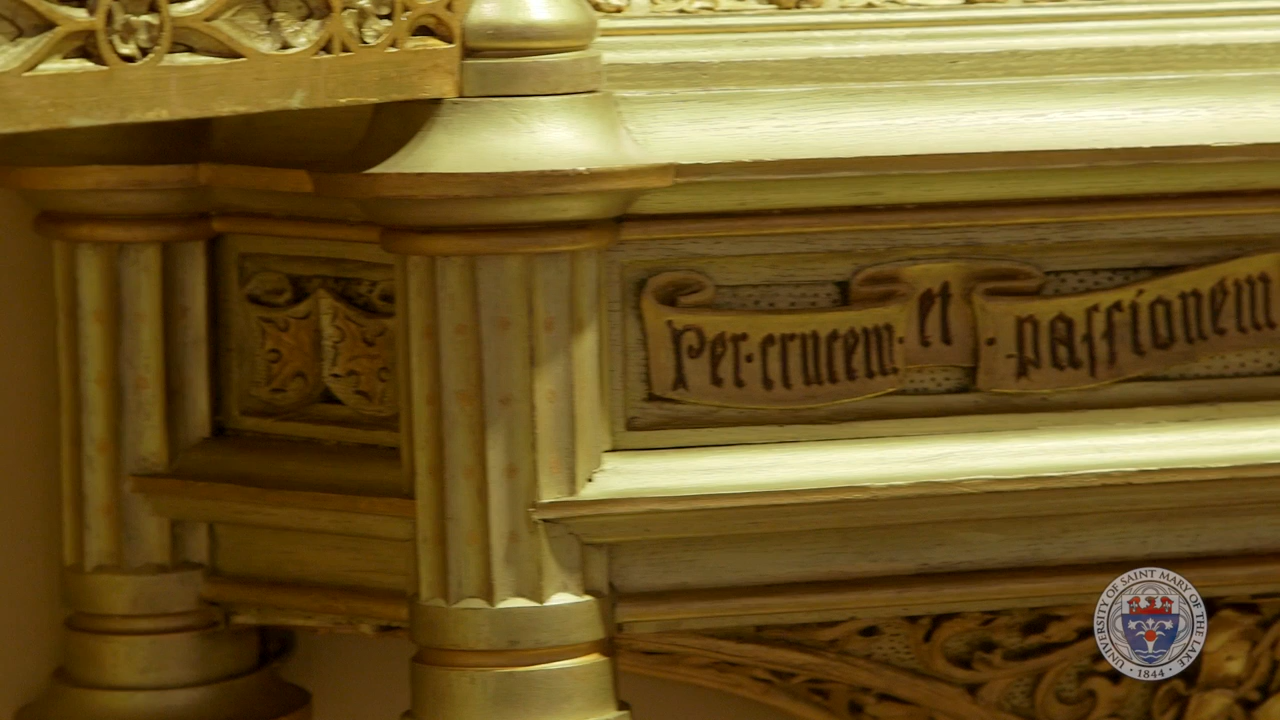 Per·crucem· et · passionem
UNIVERSITY OF SAINT MARY OF THE LAKE
· 1844 ·